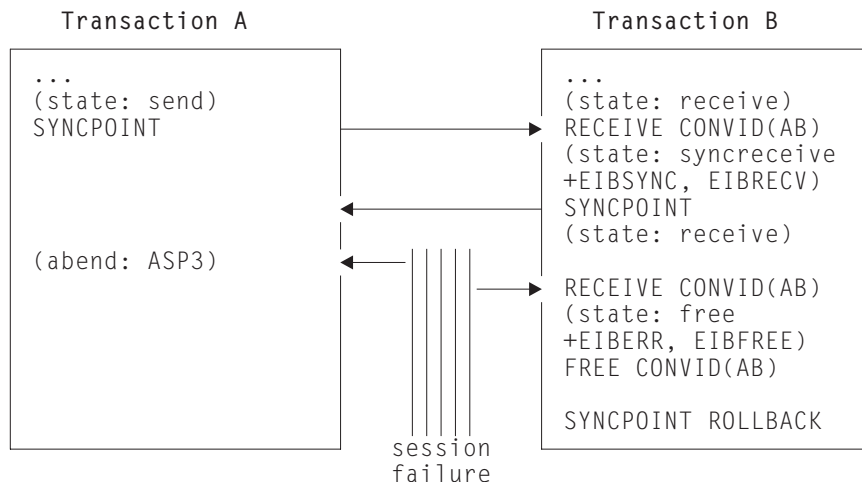 Transaction A
Transaction B
...
(state: send)
SYNCPOINT
(abend: ASP3)
...
(state: receive)
RECEIVE CONVID(AB)
(state: syncreceive
+EIBSYNC, EIBRECV)
SYNCPOINT
(state: receive)
RECEIVE CONVID(AB)
(state: free
+EIBERR, EIBFREE)
FREE CONVID(AB)
SYNCPOINT ROLLBACK
session
failure